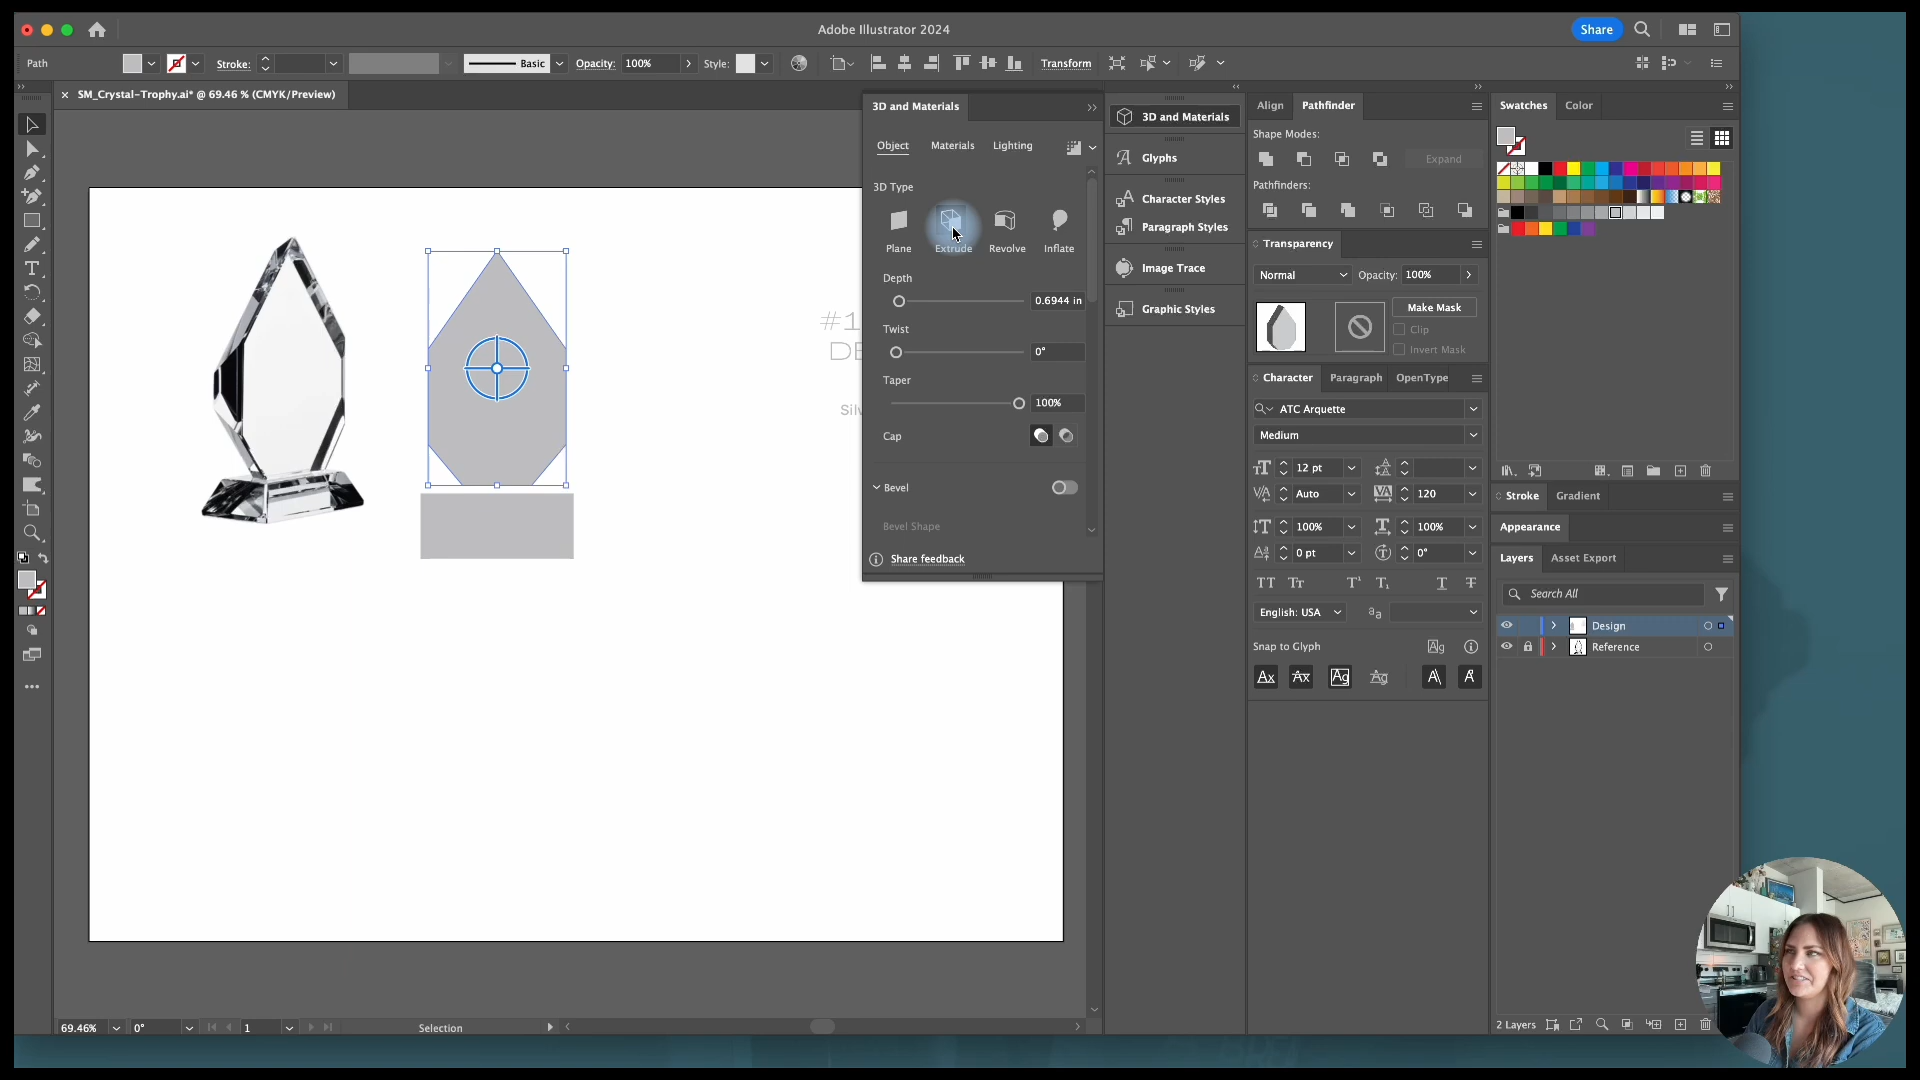 Adobe Illustrator 2024
Share
Path
Stroke:
Basic
Opacity:
100%
Style:
Transform
SM_Crystal-Trophy.ai* @ 69.46 % (CMYK/Preview)
#1
DE
Silv
3D and Materials
Object
Materials
Lighting
3D Type
Plane
Extrude
Revolve
Inflate
Depth
0.6944 in
Twist
0°
Taper
100%
Cap
Bevel
Bevel Shape
Share feedback
3D and Materials
Glyphs
Character Styles
Paragraph Styles
Image Trace
Graphic Styles
Align
Pathfinder
Shape Modes:
Expand
Pathfinders:
Transparency
Normal
Opacity:
100%
Make Mask
Clip
Invert Mask
Character
Paragraph
OpenType
ATC Arquette
Medium
12 pt
Auto
120
100%
100%
0 pt
0°
English: USA
Snap to Glyph
Swatches
Color
Stroke
Gradient
Appearance
Layers
Asset Export
Search All
Design
Reference
2 Layers
69.46%
0°
1
Selection